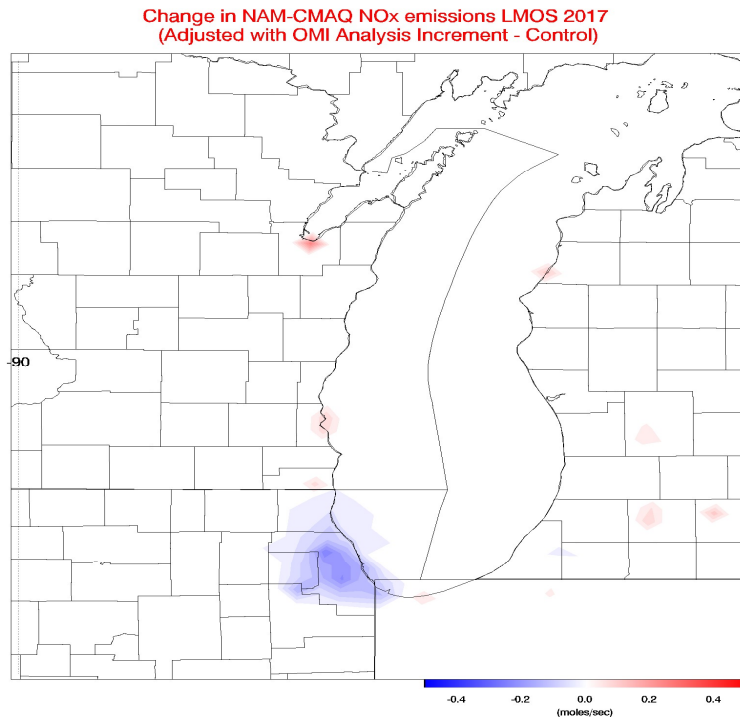 Change in NAM-CMAQ NOx emissions LMOS 2017
(Adjusted with OMI Analysis Increment - Control)
-90
-0.4 -0.2 0.0 0.2 0.4
(moles/sec)